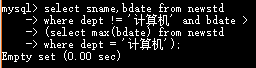 mysql> select sname,bdate from newstd
    -> where dept != '计算机' and bdate >
    -> (select max(bdate) from newstd
    -> where dept = '计算机');
Empty set (0.00 sec)